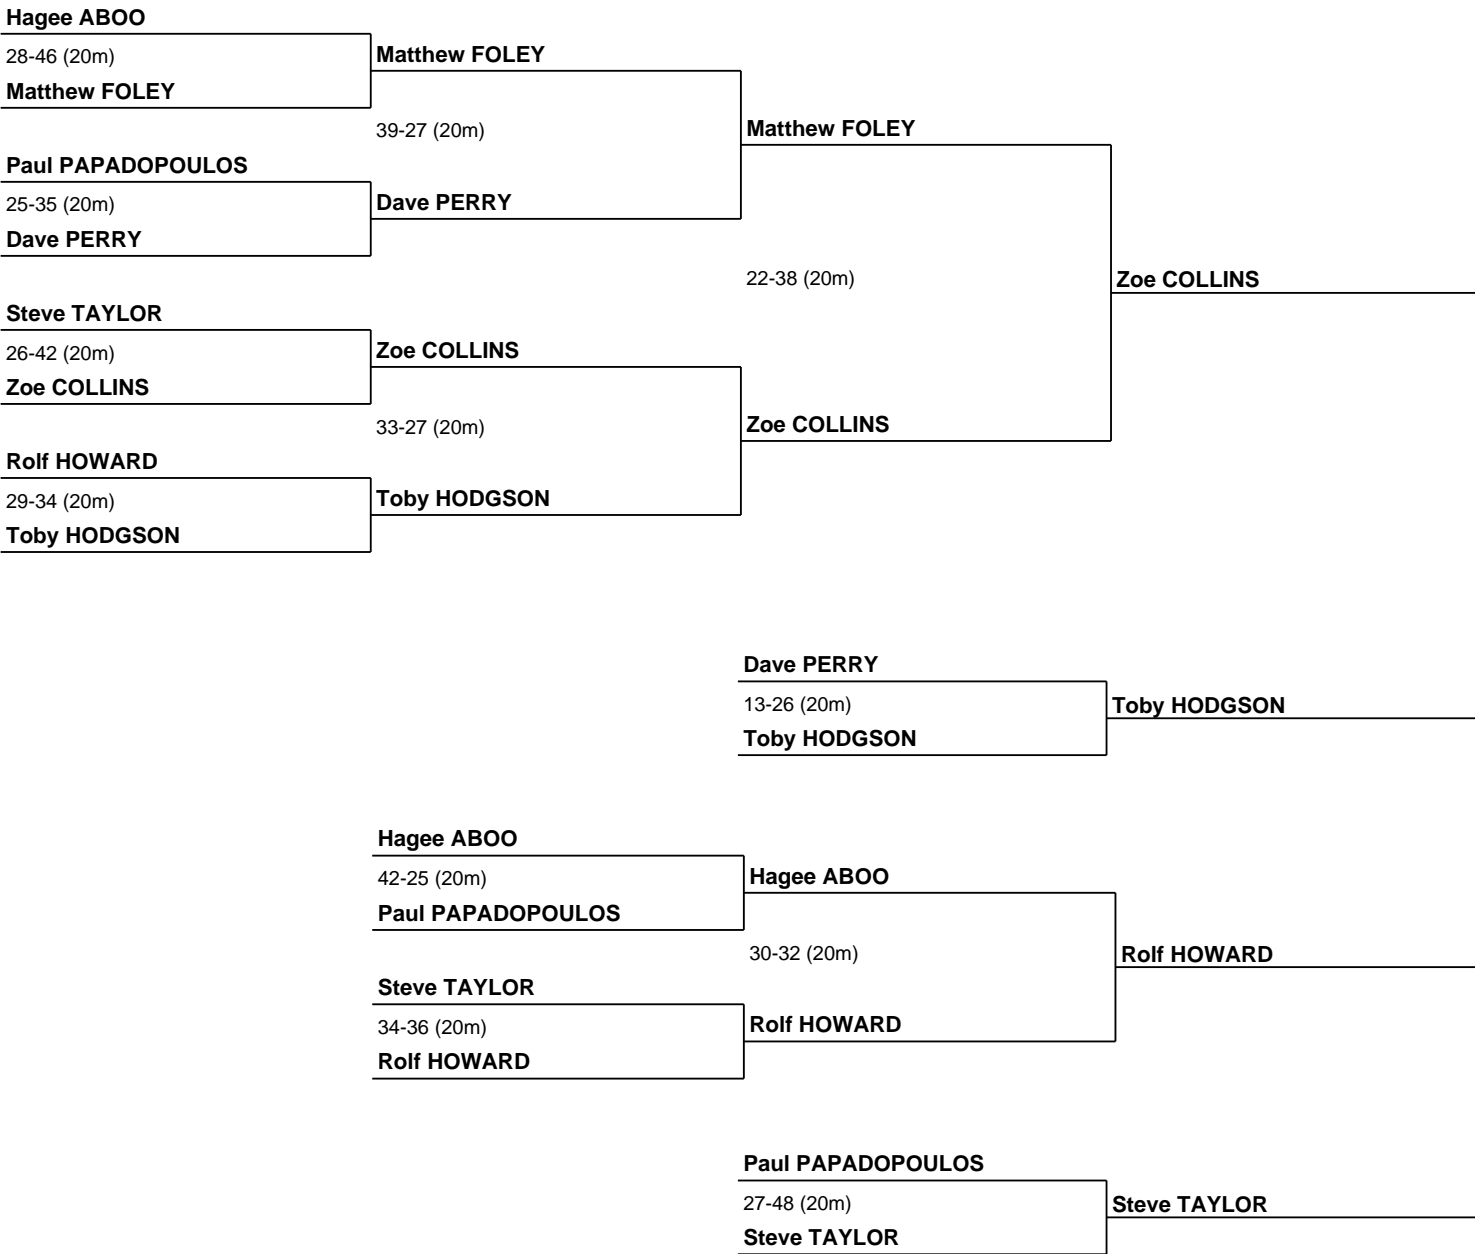 Hagee ABOO
28-46 (20m)
Matthew FOLEY
Matthew FOLEY
39-27 (20m)
Matthew FOLEY
Paul PAPADOPOULOS
25-35 (20m)
Dave PERRY
Dave PERRY
22-38 (20m)
Zoe COLLINS
Steve TAYLOR
26-42 (20m)
Zoe COLLINS
Zoe COLLINS
33-27 (20m)
Zoe COLLINS
Rolf HOWARD
29-34 (20m)
Toby HODGSON
Toby HODGSON
Dave PERRY
13-26 (20m)
Toby HODGSON
Toby HODGSON
Hagee ABOO
42-25 (20m)
Hagee ABOO
Paul PAPADOPOULOS
30-32 (20m)
Rolf HOWARD
Steve TAYLOR
34-36 (20m)
Rolf HOWARD
Rolf HOWARD
Paul PAPADOPOULOS
27-48 (20m)
Steve TAYLOR
Steve TAYLOR